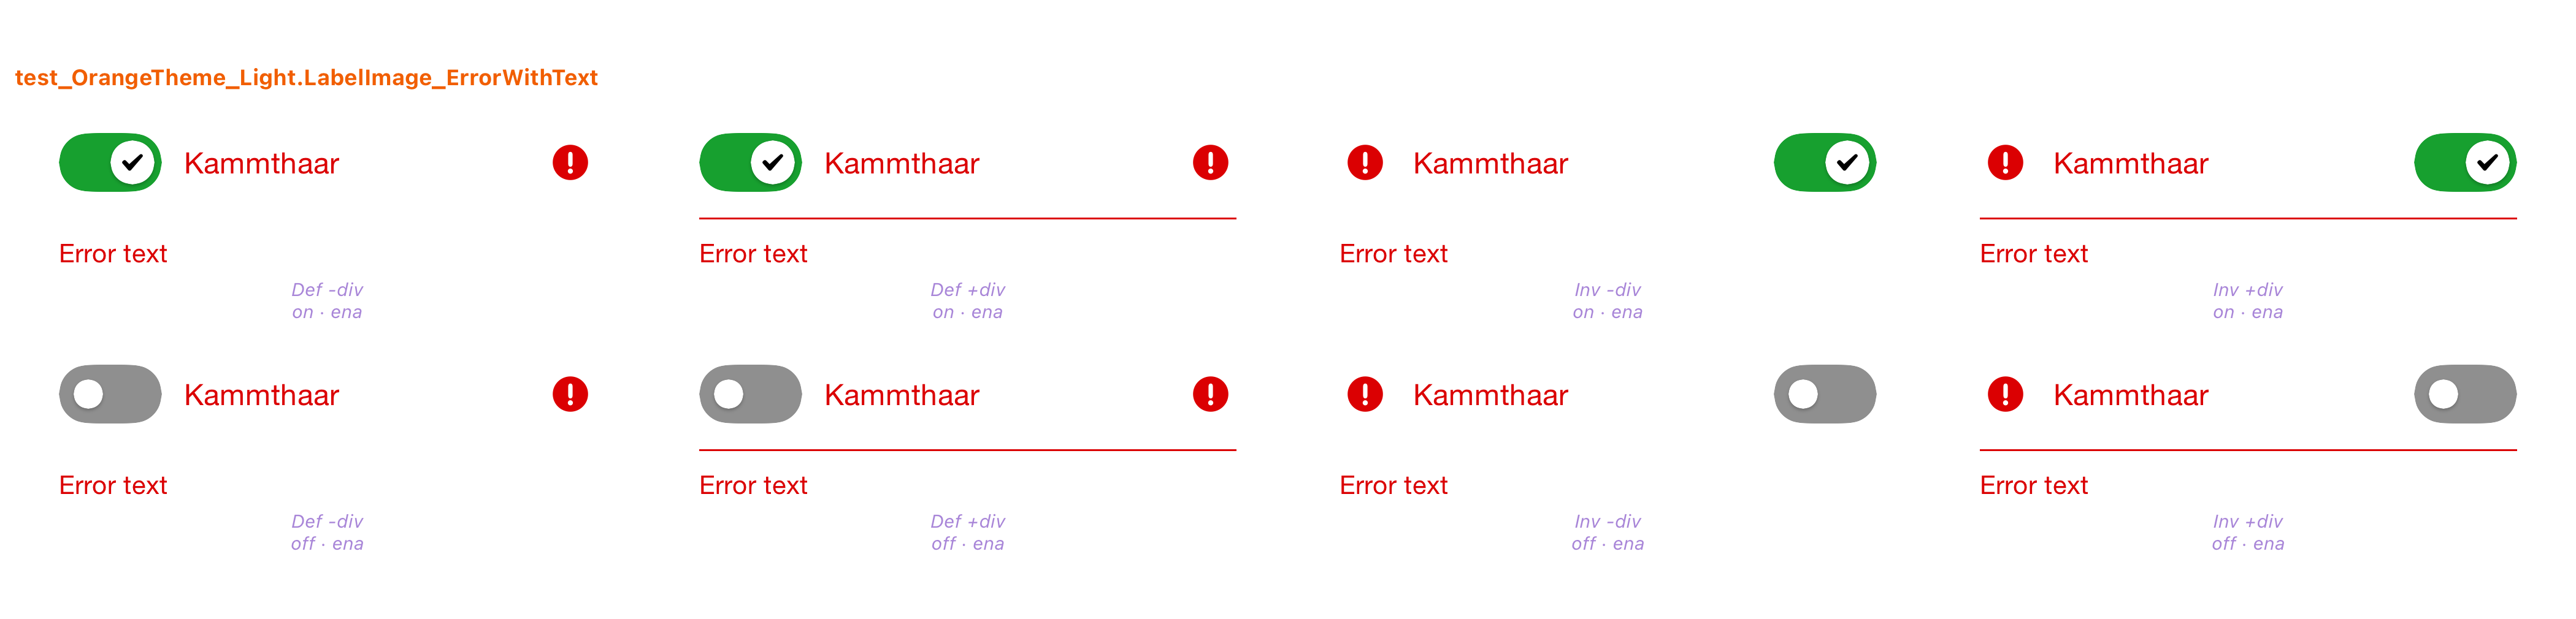 test_OrangeTheme_Light.LabelImage_ErrorWithText
Kammthaar
Kammthaar
Kammthaar
Kammthaar
Error text
Error text
Error text
Error text
Def -div
on · ena
Def +div
on · ena
Inv -div
on · ena
Inv +div
on · ena
Kammthaar
Kammthaar
Kammthaar
Kammthaar
Error text
Error text
Error text
Error text
Def -div
off · ena
Def +div
off · ena
Inv -div
off · ena
Inv +div
off · ena